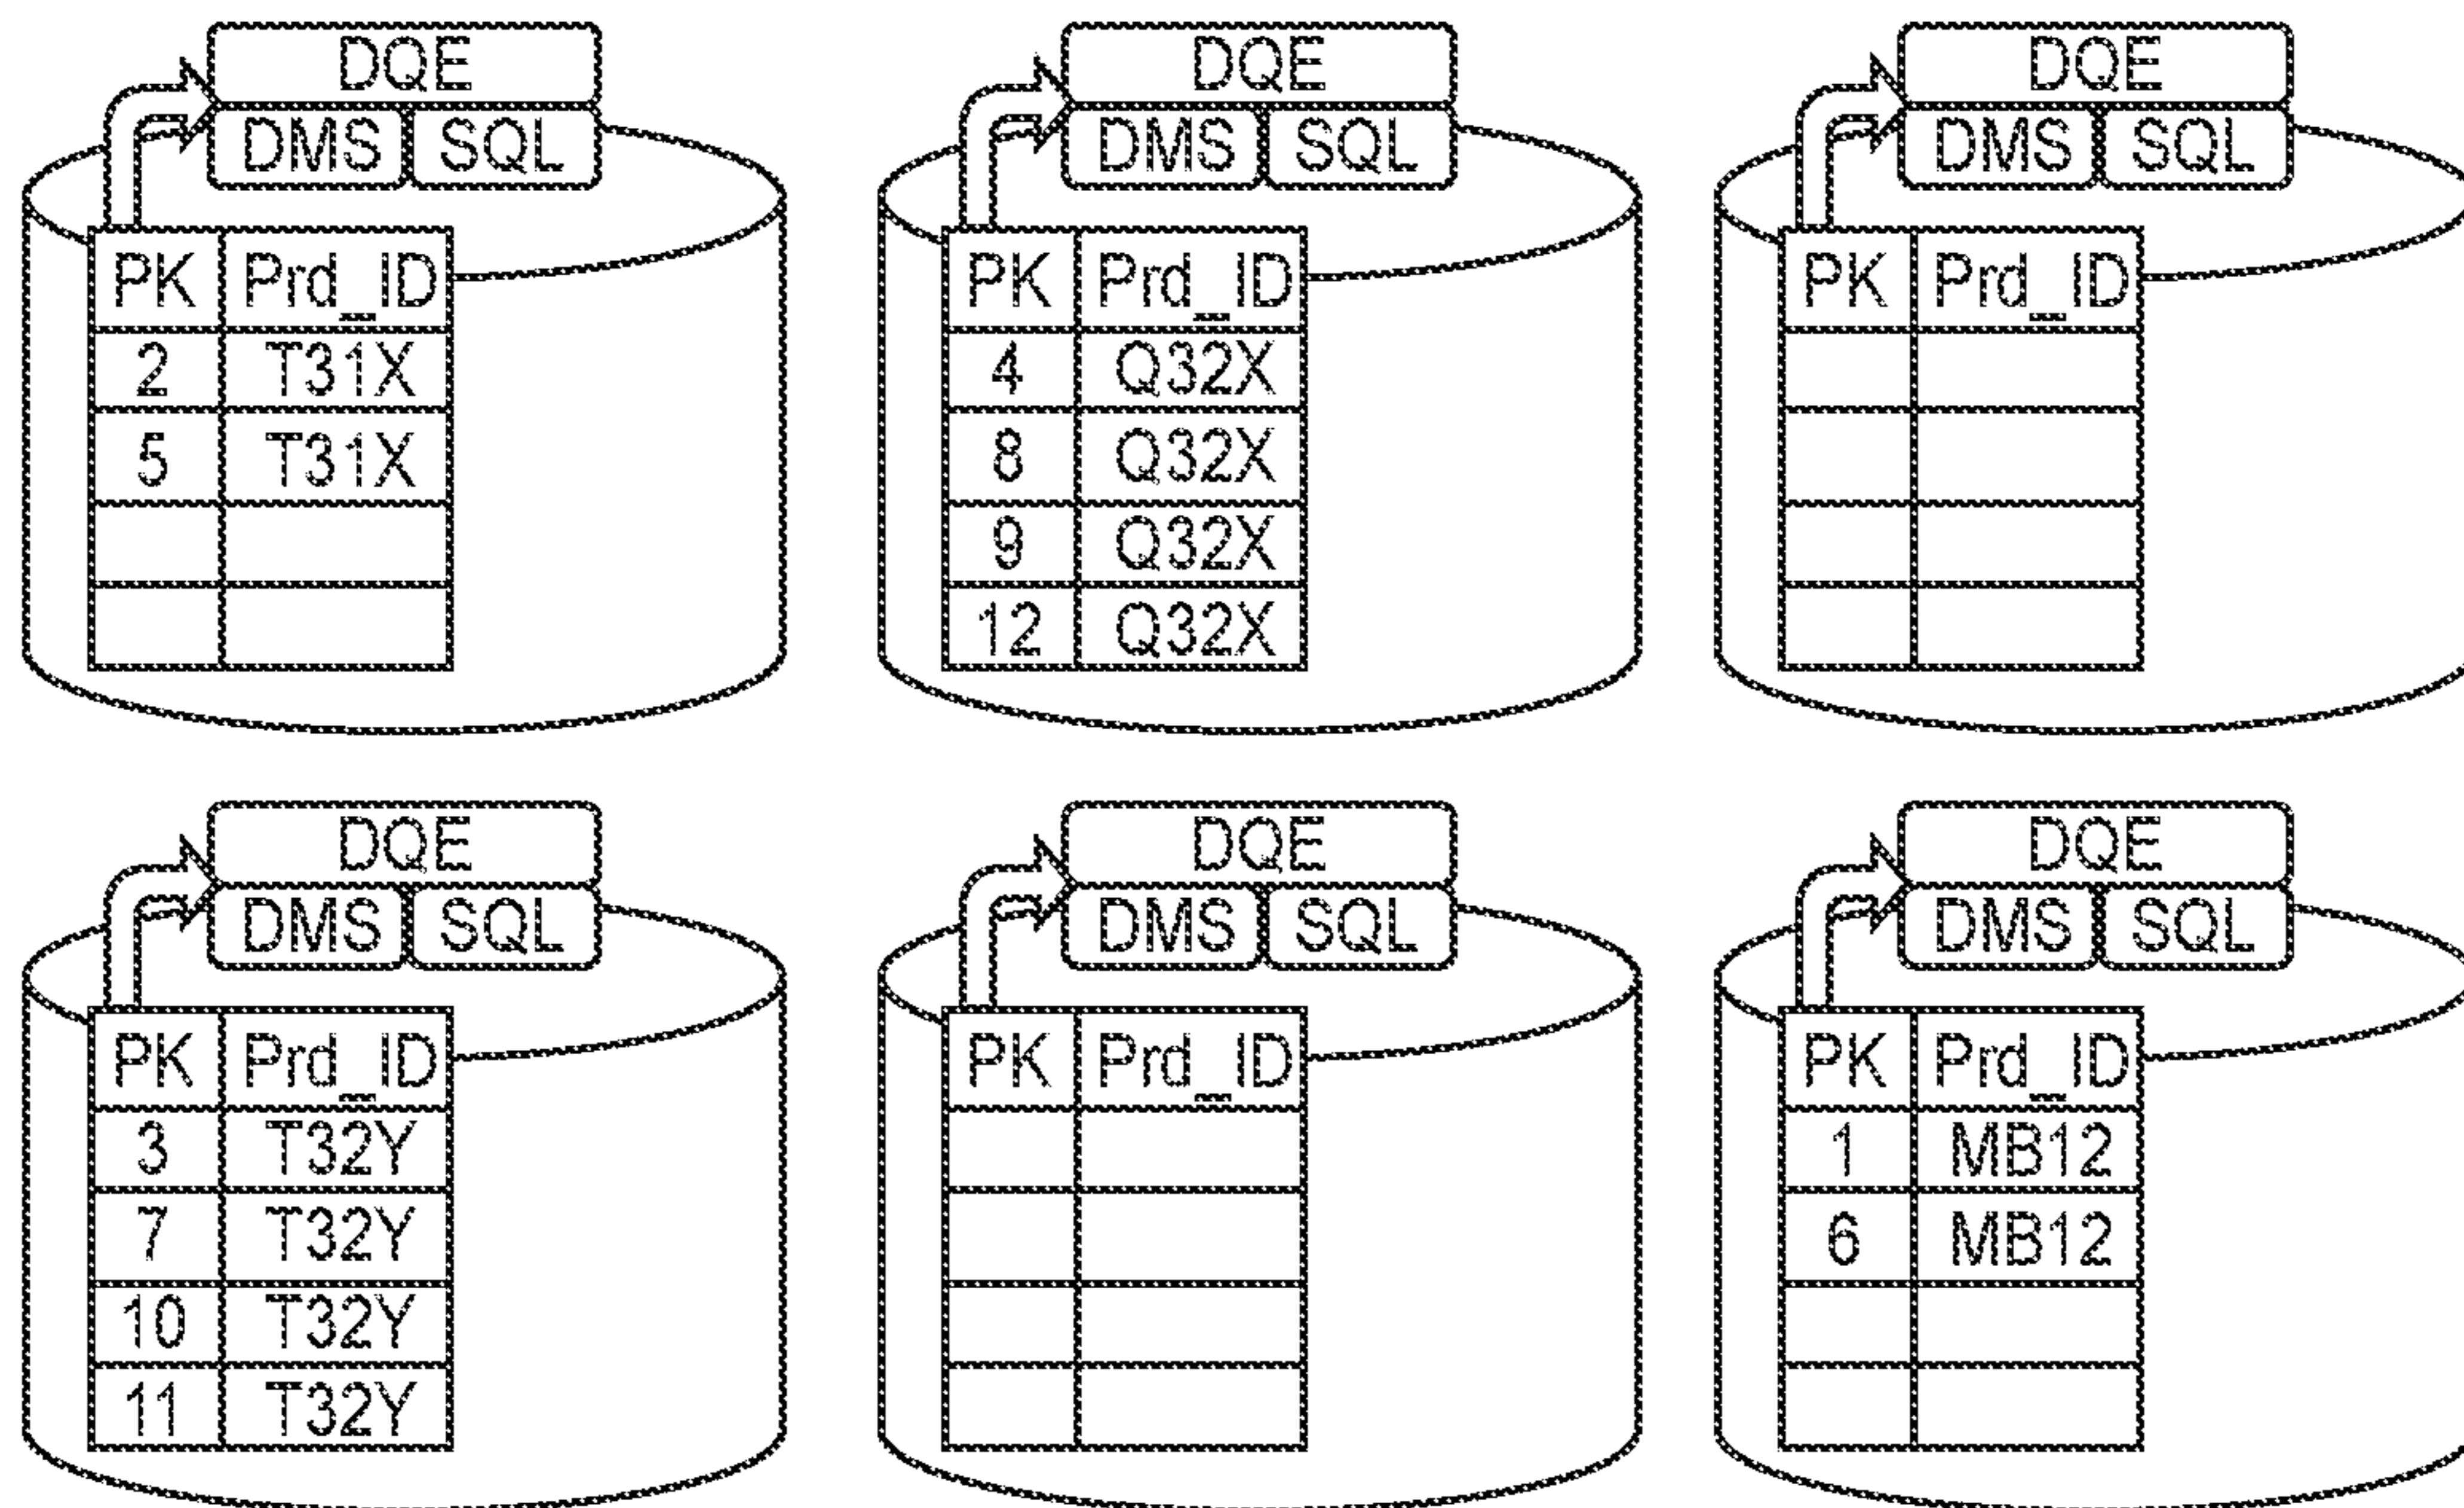 DQE
DMS SQL
PK Prd_ID
2 T31X
5 T31X
DQE
DMS SQL
PK Prd_ID
4 Q32X
8 Q32X
9 Q32X
12 Q32X
DQE
DMS SQL
PK Prd_ID
DQE
DMS SQL
PK Prd_ID
3 T32Y
7 T32Y
10 T32Y
11 T32Y
DQE
DMS SQL
PK Prd_ID
DQE
DMS SQL
PK Prd_ID
1 MB12
6 MB12